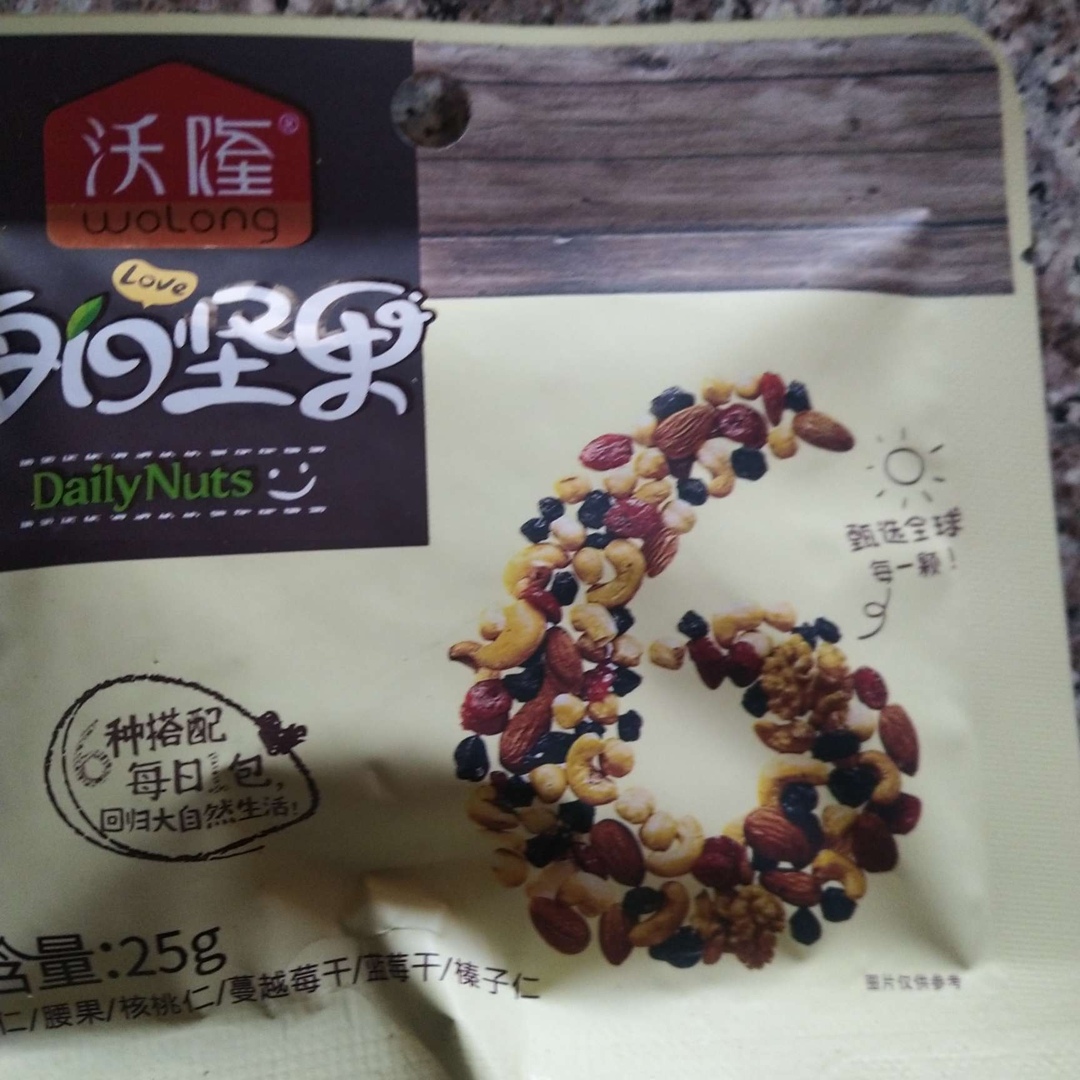 沃隆®
woLong
Love
每日坚果
DailyNuts
甄选全球
每一颗！
6种搭配
每日1包，
回归大自然生活！
含量:25g
仁/腰果/核桃仁/蔓越莓干/蓝莓干/榛子仁
图片仅供参考